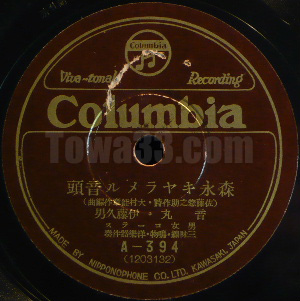 Columbia
Viva-tonal Recording
Columbia
Towa33.com
頭音ルメラヤキ永森
男久藤伊・丸音
A-394
(1203132)
MADE BY NIPPONOPHONE CO. LTD. KAWASAKI, JAPAN